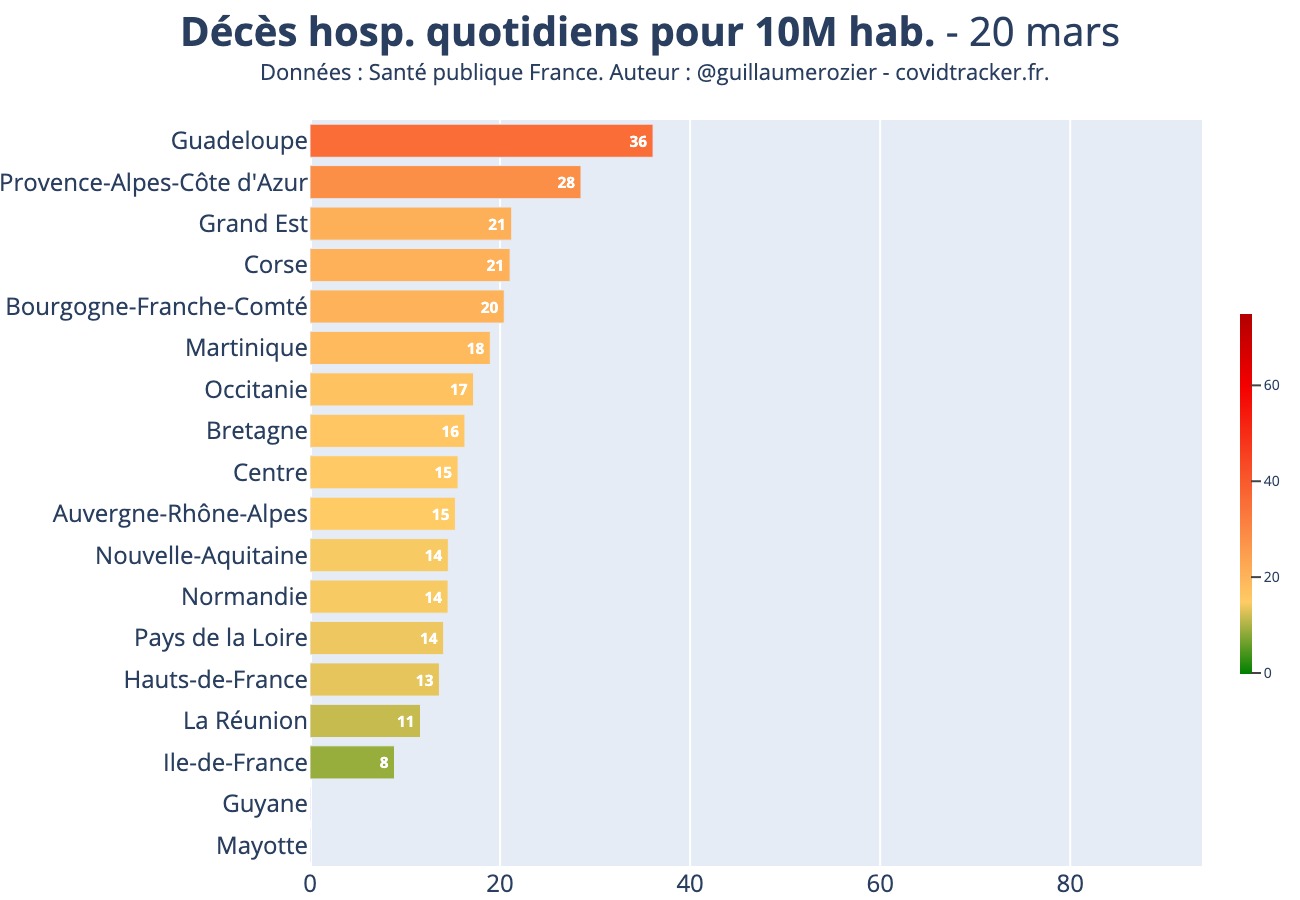 Décès hosp. quotidiens pour 10M hab. - 20 mars
Données : Santé publique France. Auteur : @guillaumerozier - covidtracker.fr.
Guadeloupe 36
Provence-Alpes-Côte d'Azur 28
Grand Est 21
Corse 21
Bourgogne-Franche-Comté 20
Martinique 18
Occitanie 17
Bretagne 16
Centre 15
Auvergne-Rhône-Alpes 15
Nouvelle-Aquitaine 14
Normandie 14
Pays de la Loire 14
Hauts-de-France 13
La Réunion 11
Ile-de-France 8
Guyane
Mayotte
0 20 40 60 80
60
40
20
0